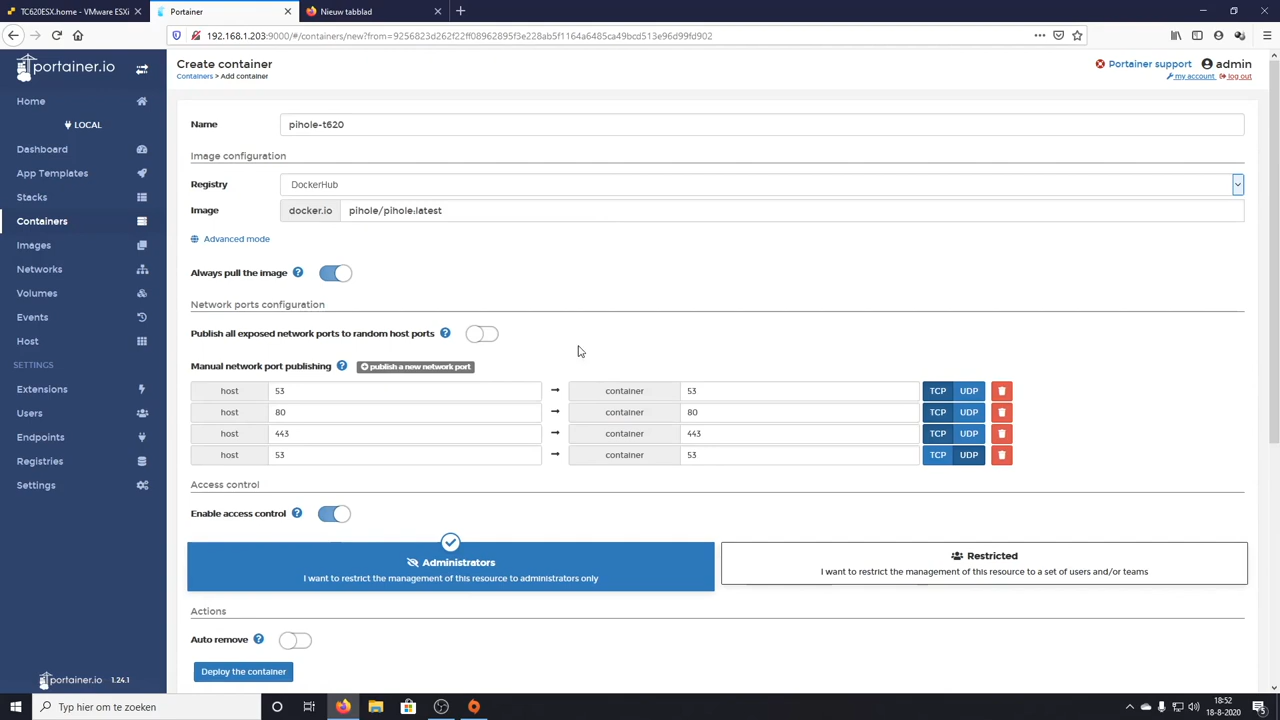 TC620ESX.home - VMware ESXi
Portainer
Nieuw tabblad
192.168.1.203:9000/#/containers/new?from=9256823d262f22ff08962895f3e228ab5f1164a6485ca49bcd513e96d99fd902
portainer.io
Home
LOCAL
Dashboard
App Templates
Stacks
Containers
Images
Networks
Volumes
Events
Host
SETTINGS
Extensions
Users
Endpoints
Registries
Settings
portainer.io 1.24.1
Create container
Containers > Add container
Portainer support admin
my account log out
Name pihole-t620
Image configuration
Registry DockerHub
Image docker.io pihole/pihole:latest
Advanced mode
Always pull the image
Network ports configuration
Publish all exposed network ports to random host ports
Manual network port publishing publish a new network port
host 53 → container 53 TCP UDP
host 80 → container 80 TCP UDP
host 443 → container 443 TCP UDP
host 53 → container 53 TCP UDP
Access control
Enable access control
Administrators
I want to restrict the management of this resource to administrators only
Restricted
I want to restrict the management of this resource to a set of users and/or teams
Actions
Auto remove
Deploy the container
Typ hier om te zoeken
18:52
18-8-2020